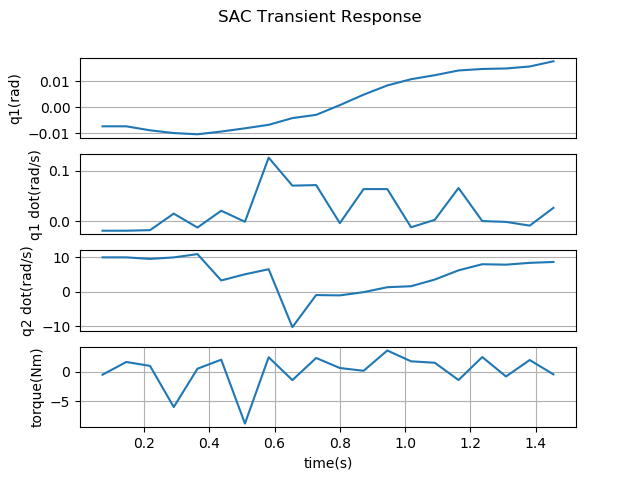 SAC Transient Response
q1(rad)
0.01
0.00
−0.01
q1 dot(rad/s)
0.1
0.0
q2 dot(rad/s)
10
0
−10
torque(Nm)
0
−5
0.2 0.4 0.6 0.8 1.0 1.2 1.4
time(s)